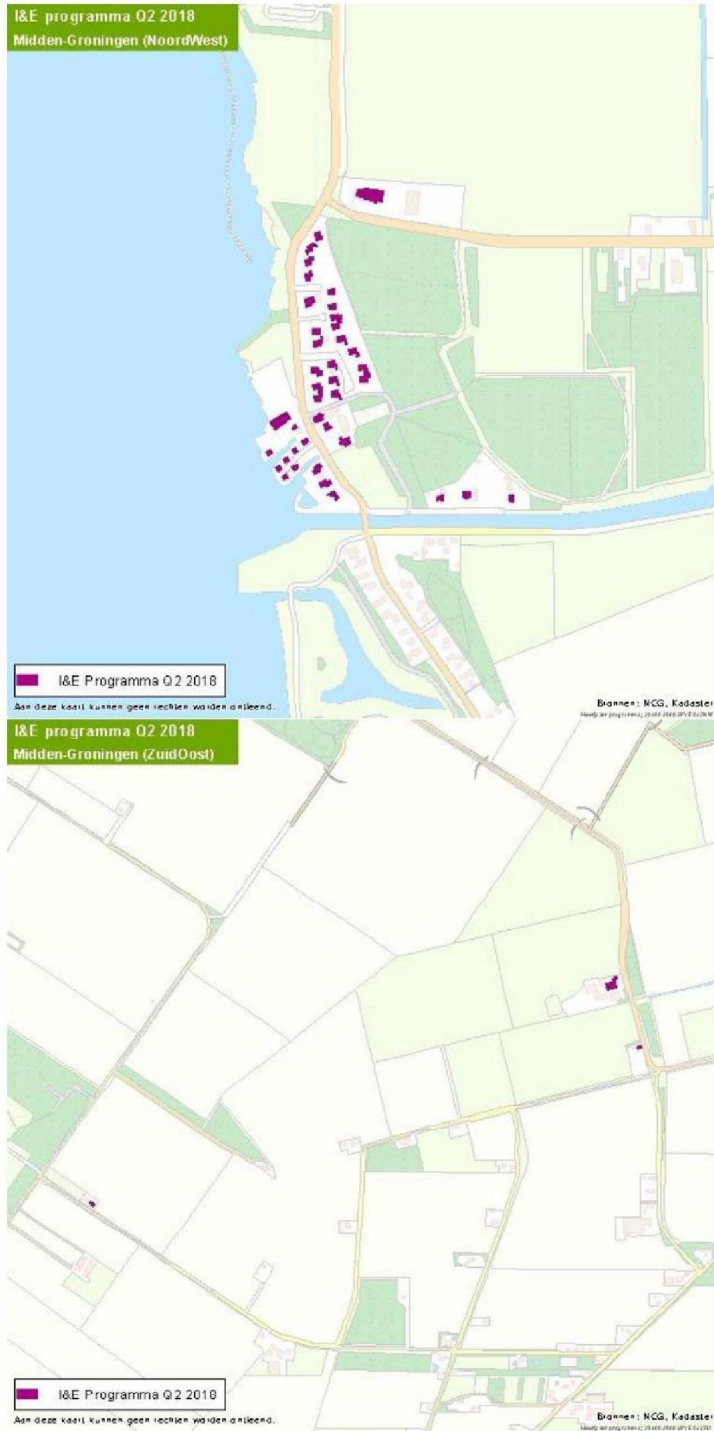 I&E programma Q2 2018
Midden-Groningen (NoordWest)
I&E Programma Q2 2018
Aan deze kaart kunnen geen rechten worden ontleend.
Bronnen: NCG, Kadaster
I&E programma Q2 2018
Midden-Groningen (ZuidOost)
I&E Programma Q2 2018
Aan deze kaart kunnen geen rechten worden ontleend.
Bronnen: NCG, Kadaster